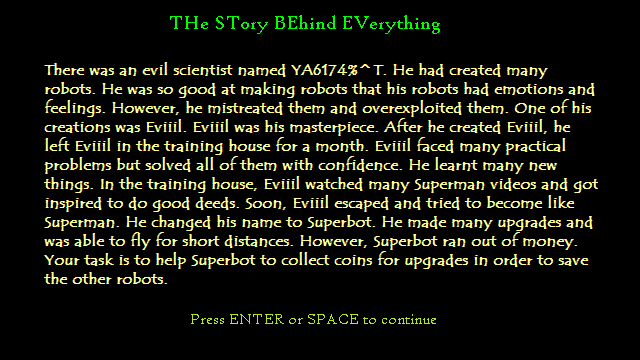 THe STory BEhind EVerything
There was an evil scientist named YA6174%^T. He had created many
robots. He was so good at making robots that his robots had emotions and
feelings. However, he mistreated them and overexploited them. One of his
creations was Eviiil. Eviiil was his masterpiece. After he created Eviiil, he
left Eviiil in the training house for a month. Eviiil faced many practical
problems but solved all of them with confidence. He learnt many new
things. In the training house, Eviiil watched many Superman videos and got
inspired to do good deeds. Soon, Eviiil escaped and tried to become like
Superman. He changed his name to Superbot. He made many upgrades and
was able to fly for short distances. However, Superbot ran out of money.
Your task is to help Superbot to collect coins for upgrades in order to save
the other robots.
Press ENTER or SPACE to continue